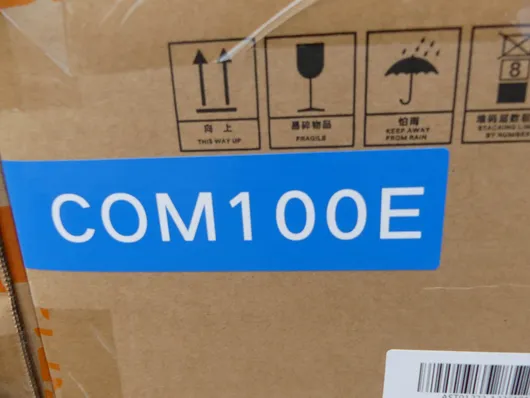 向 上
THIS WAY UP
易碎物品
FRAGILE
怕雨
KEEP AWAY
FROM RAIN
8
STACKING LIM
BY NUMBER
COM100E